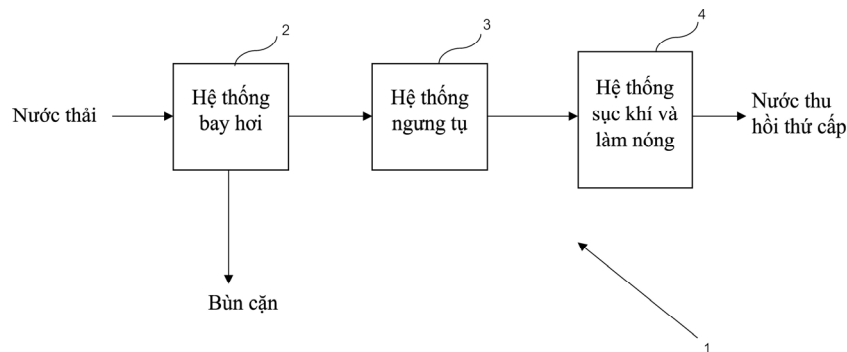 2
3
4
Nước thải
Hệ thống
bay hơi
Hệ thống
ngưng tụ
Hệ thống
sục khí và
làm nóng
Nước thu
hồi thứ cấp
Bùn cặn
1